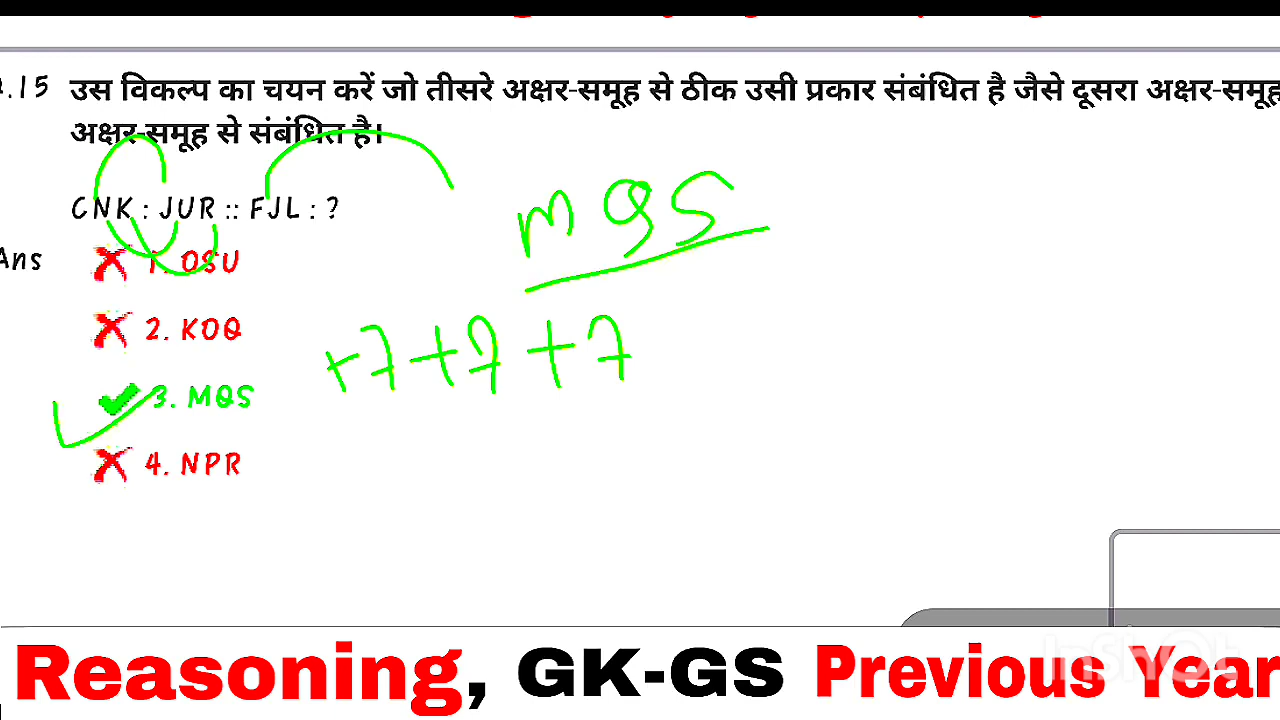 .15 उस विकल्प का चयन करें जो तीसरे अक्षर-समूह से ठीक उसी प्रकार संबंधित है जैसे दूसरा अक्षर-समूह
अक्षर-समूह से संबंधित है।
CNK : JUR :: FJL : ?
MQS
Ans
1. OSU
2. KOQ
+7+7+7
3. MQS
4. NPR
InShOt
Reasoning, GK-GS Previous Year